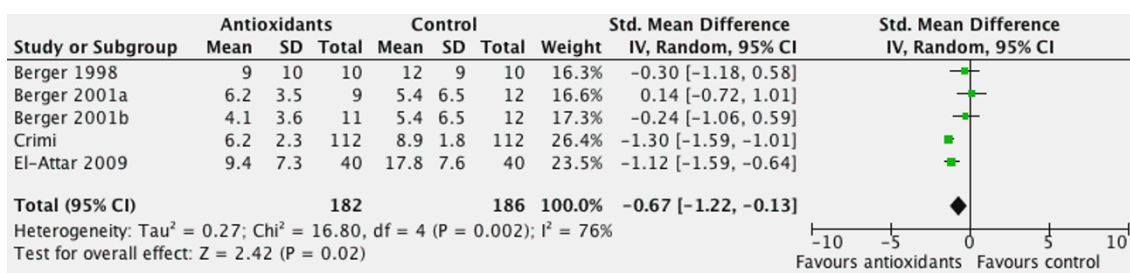 Antioxidants Control Std. Mean Difference Std. Mean Difference
Study or Subgroup Mean SD Total Mean SD Total Weight IV, Random, 95% CI IV, Random, 95% CI
Berger 1998 9 10 10 12 9 10 16.3% −0.30 [−1.18, 0.58]
Berger 2001a 6.2 3.5 9 5.4 6.5 12 16.6% 0.14 [−0.72, 1.01]
Berger 2001b 4.1 3.6 11 5.4 6.5 12 17.3% −0.24 [−1.06, 0.59]
Crimi 6.2 2.3 112 8.9 1.8 112 26.4% −1.30 [−1.59, −1.01]
El-Attar 2009 9.4 7.3 40 17.8 7.6 40 23.5% −1.12 [−1.59, −0.64]
Total (95% CI) 182 186 100.0% −0.67 [−1.22, −0.13]
Heterogeneity: Tau² = 0.27; Chi² = 16.80, df = 4 (P = 0.002); I² = 76%
Test for overall effect: Z = 2.42 (P = 0.02)
−10 −5 0 5 10
Favours antioxidants Favours control